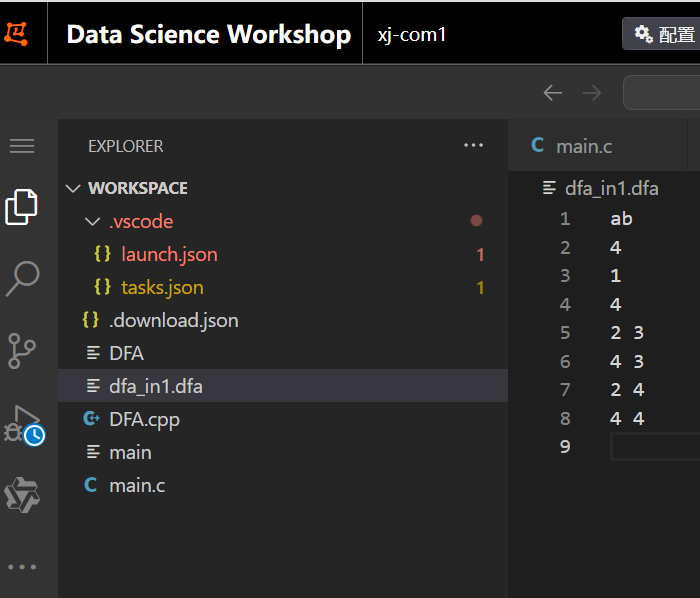 Data Science Workshop xj-com1 配置
EXPLORER ···
WORKSPACE
.vscode
{} launch.json 1
{} tasks.json 1
{} .download.json
DFA
dfa_in1.dfa
DFA.cpp
main
C main.c
C main.c
dfa_in1.dfa
1 ab
2 4
3 1
4 4
5 2 3
6 4 3
7 2 4
8 4 4
9